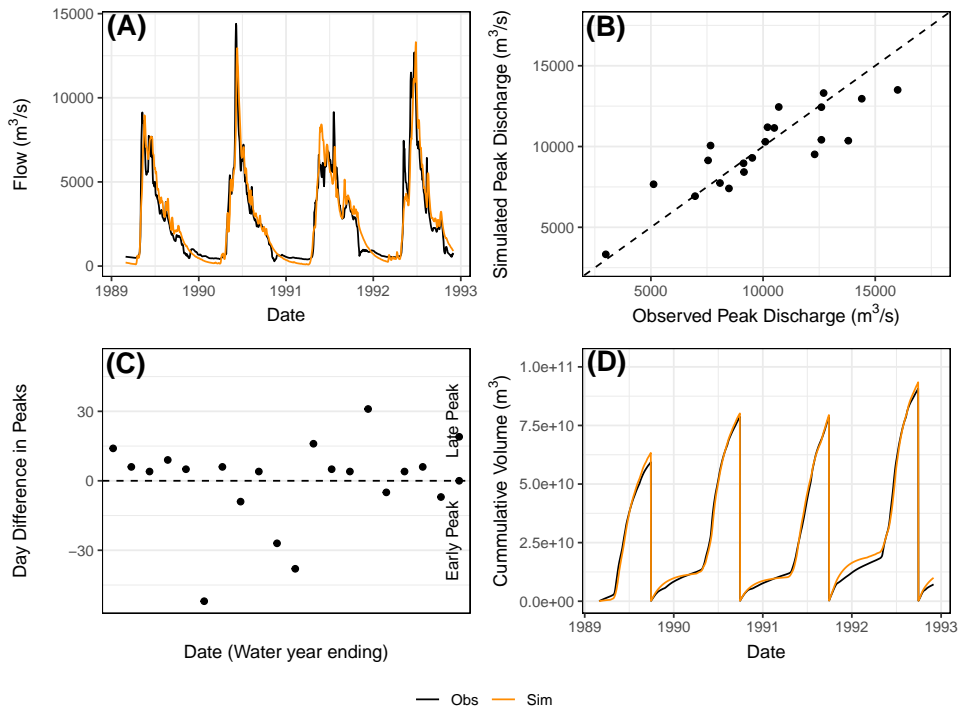 (A)
Flow (m³/s)
15000
10000
5000
0
1989
1990
1991
1992
1993
Date
(B)
Simulated Peak Discharge (m³/s)
15000
10000
5000
5000
10000
15000
Observed Peak Discharge (m³/s)
(C)
Day Difference in Peaks
30
0
−30
Late Peak
Early Peak
Date (Water year ending)
(D)
Cummulative Volume (m³)
1.0e+11
7.5e+10
5.0e+10
2.5e+10
0.0e+00
1989
1990
1991
1992
1993
Date
Obs
Sim